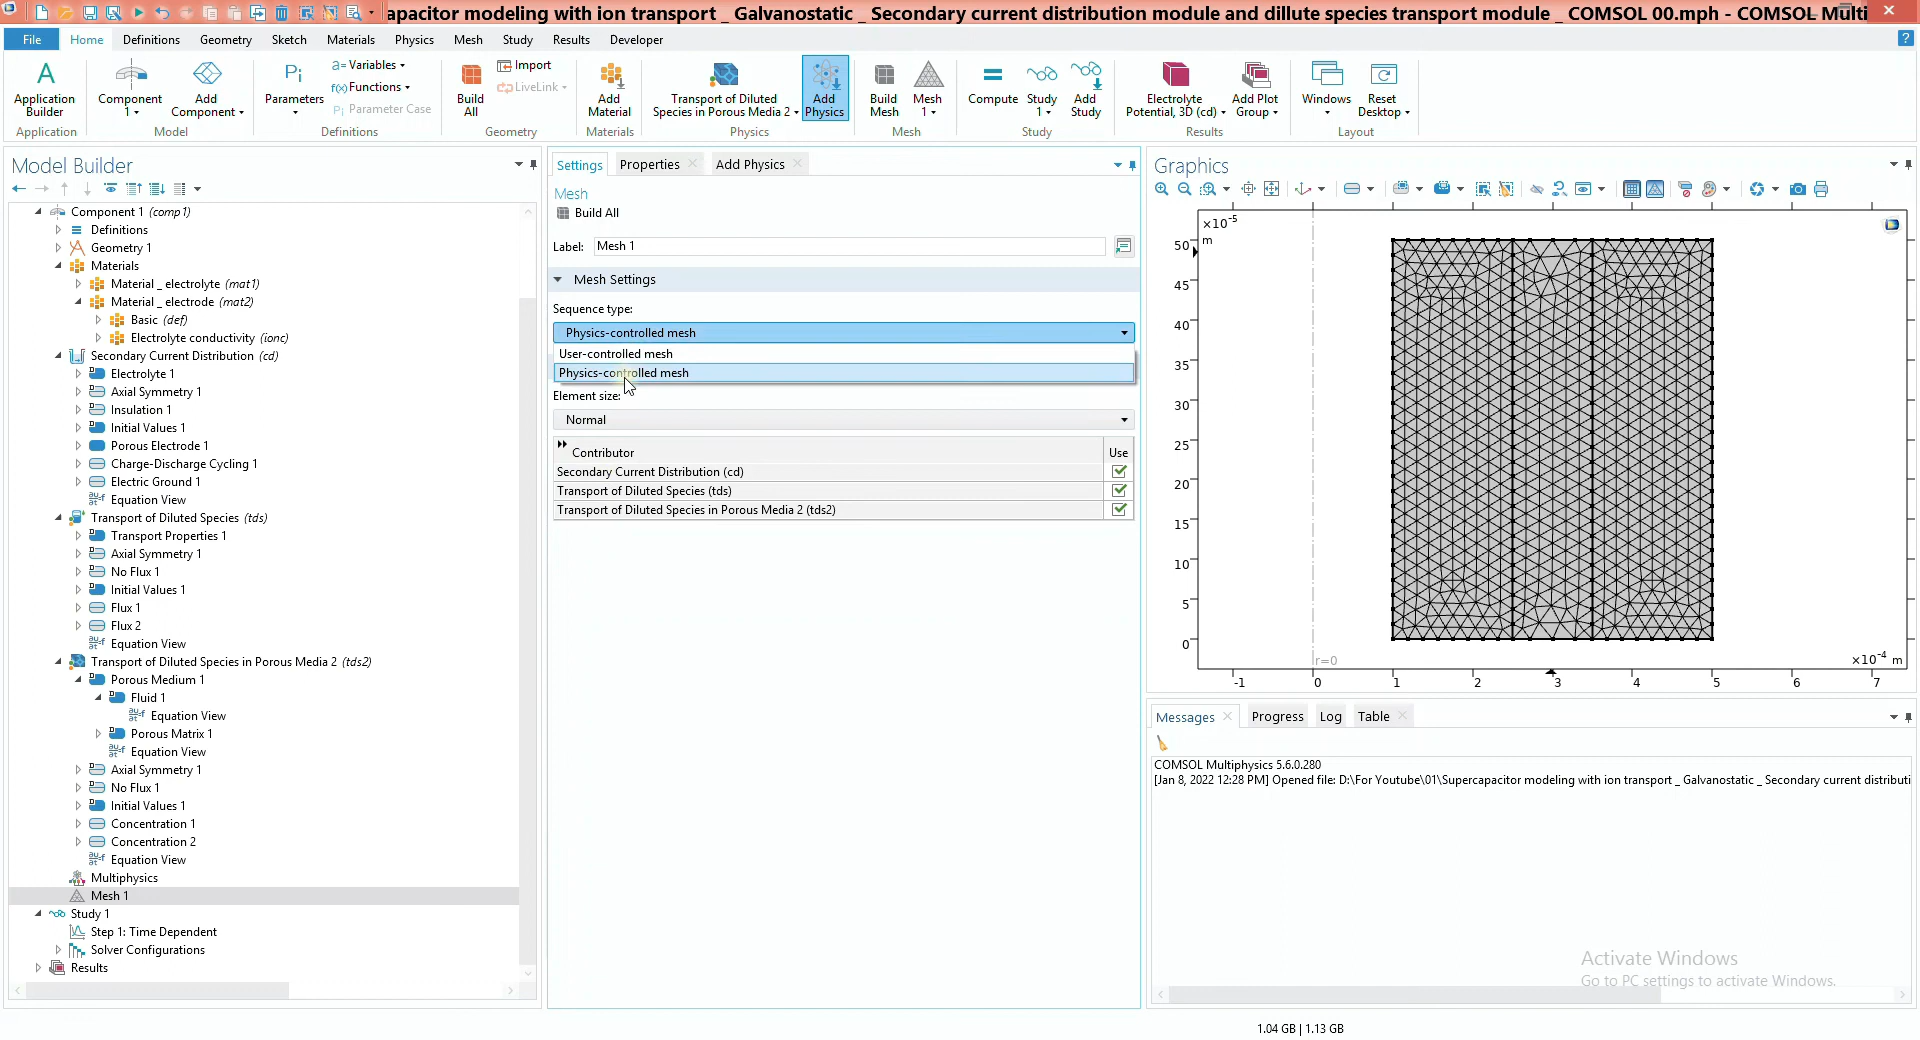 apacitor modeling with ion transport _ Galvanostatic _ Secondary current distribution module and dillute species transport module _ COMSOL 00.mph - COMSOL Multi
File Home Definitions Geometry Sketch Materials Physics Mesh Study Results Developer
Application Builder
Application
Component 1
Add Component
Model
Pi
Parameters
a= Variables
f(x) Functions
Pi Parameter Case
Definitions
Build All
Import
LiveLink
Geometry
Add Material
Materials
Transport of Diluted Species in Porous Media 2
Add Physics
Physics
Build Mesh
Mesh 1
Mesh
Compute
Study 1
Add Study
Study
Electrolyte Potential, 3D (cd)
Add Plot Group
Results
Windows
Reset Desktop
Layout
Model Builder
Component 1 (comp1)
Definitions
Geometry 1
Materials
Material _ electrolyte (mat1)
Material _ electrode (mat2)
Basic (def)
Electrolyte conductivity (ionc)
Secondary Current Distribution (cd)
Electrolyte 1
Axial Symmetry 1
Insulation 1
Initial Values 1
Porous Electrode 1
Charge-Discharge Cycling 1
Electric Ground 1
Equation View
Transport of Diluted Species (tds)
Transport Properties 1
Axial Symmetry 1
No Flux 1
Initial Values 1
Flux 1
Flux 2
Equation View
Transport of Diluted Species in Porous Media 2 (tds2)
Porous Medium 1
Fluid 1
Equation View
Porous Matrix 1
Equation View
Axial Symmetry 1
No Flux 1
Initial Values 1
Concentration 1
Concentration 2
Equation View
Multiphysics
Mesh 1
Study 1
Step 1: Time Dependent
Solver Configurations
Results
Settings Properties Add Physics
Mesh
Build All
Label: Mesh 1
Mesh Settings
Sequence type:
Physics-controlled mesh
User-controlled mesh
Physics-controlled mesh
Element size:
Normal
Contributor Use
Secondary Current Distribution (cd)
Transport of Diluted Species (tds)
Transport of Diluted Species in Porous Media 2 (tds2)
Graphics
×10⁻⁵
m
50
45
40
35
30
25
20
15
10
5
0
r=0
×10⁻⁴ m
-1 0 1 2 3 4 5 6 7
Messages Progress Log Table
COMSOL Multiphysics 5.6.0.280
[Jan 8, 2022 12:28 PM] Opened file: D:\For Youtube\01\Supercapacitor modeling with ion transport _ Galvanostatic _ Secondary current distributi
Activate Windows
Go to PC settings to activate Windows.
1.04 GB | 1.13 GB